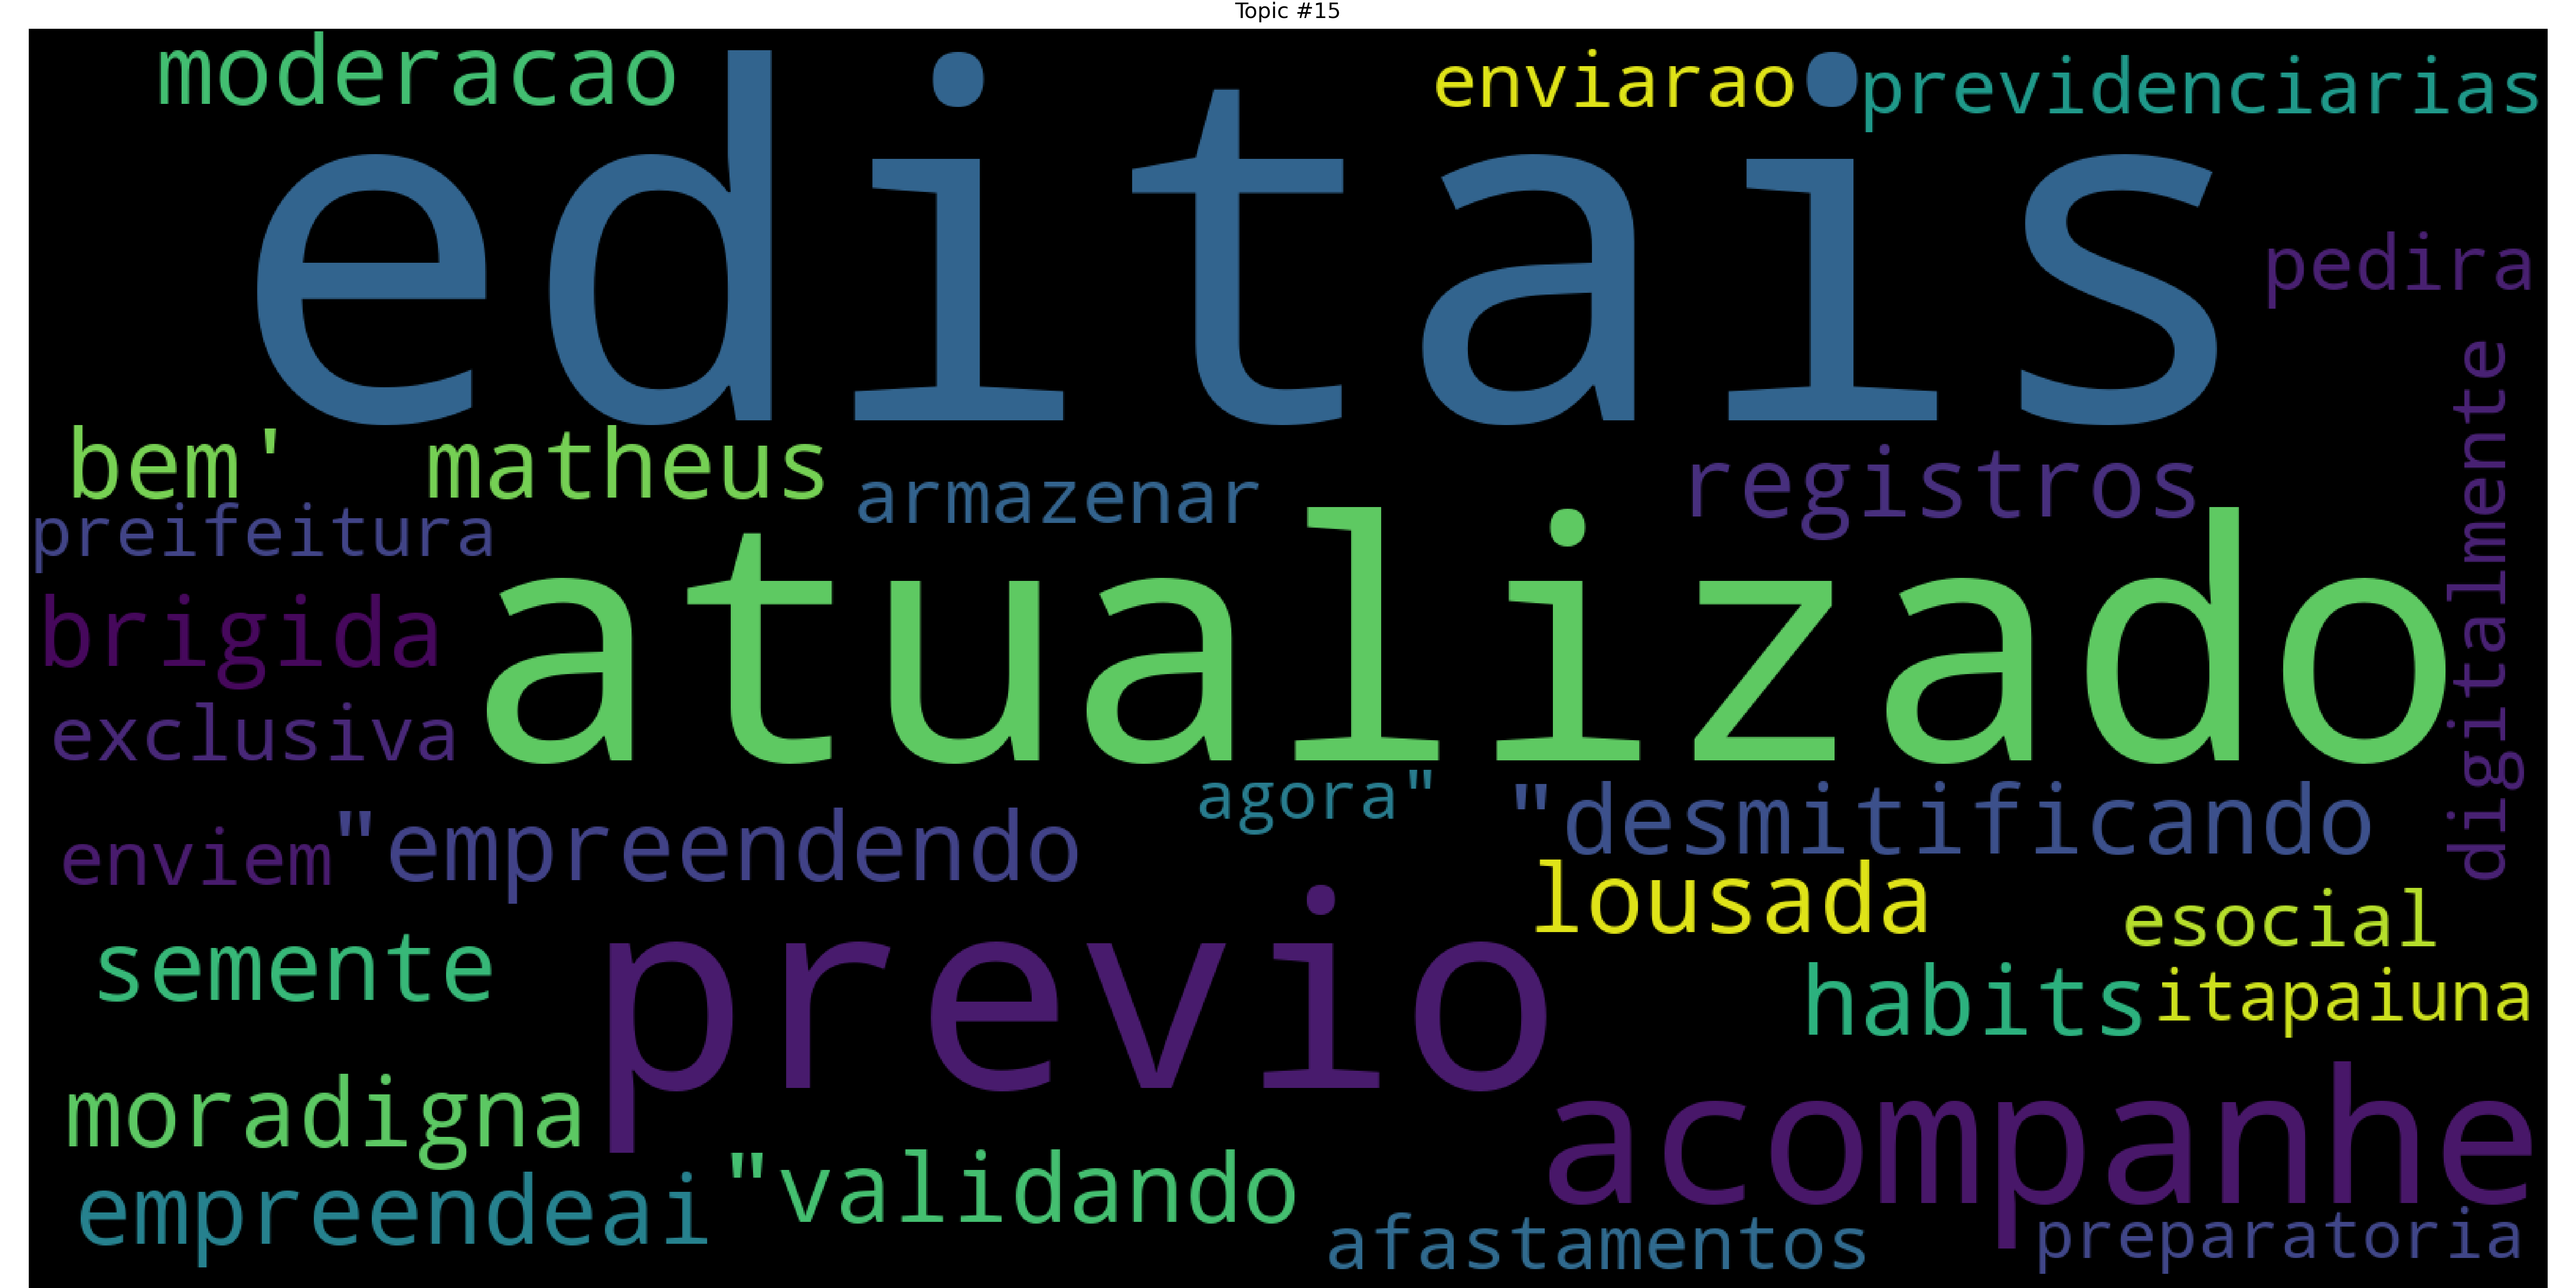 Topic #15
moderacao
editais
enviarao
previdenciarias
pedira
bem'
matheus
armazenar
registros
digitalmente
preifeitura
atualizado
brigida
exclusiva
agora"
"desmitificando
enviem
"empreendendo
lousada
esocial
semente
previo
habits
itapaiuna
moradigna
acompanhe
empreendeai
"validando
afastamentos
preparatoria